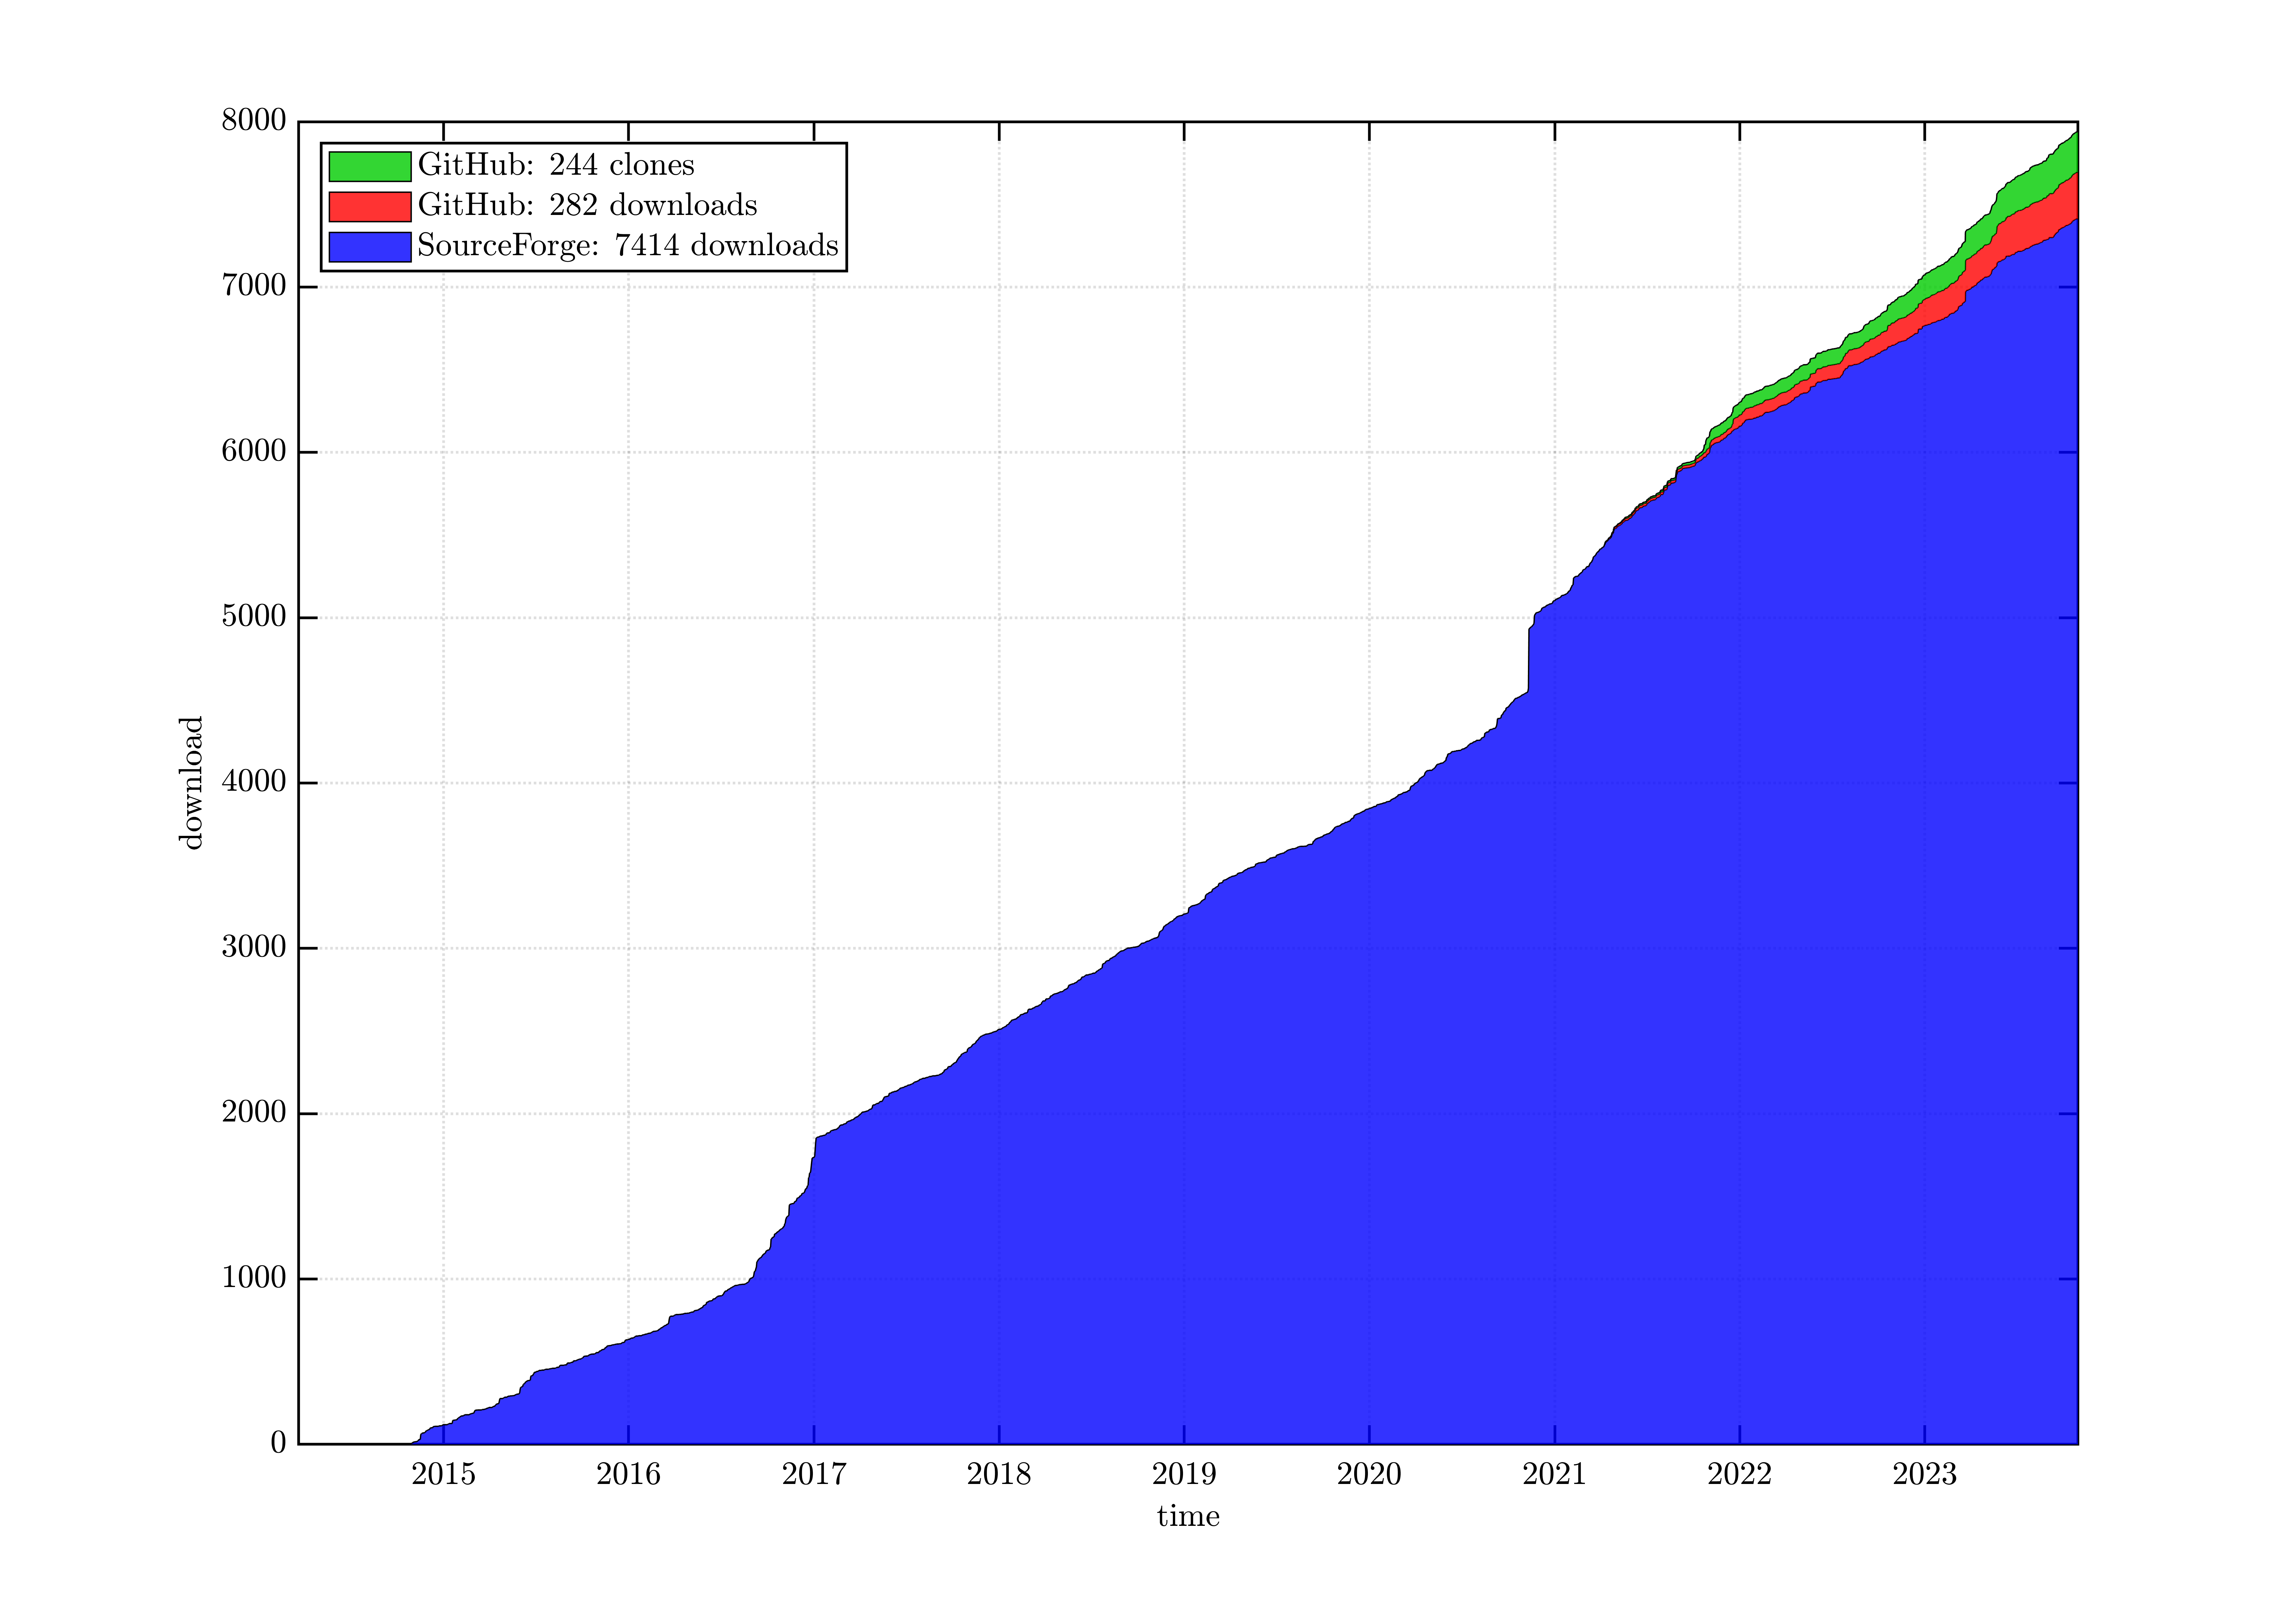 8000
7000
6000
5000
4000
3000
2000
1000
0
download
GitHub: 244 clones
GitHub: 282 downloads
SourceForge: 7414 downloads
2015 2016 2017 2018 2019 2020 2021 2022 2023
time